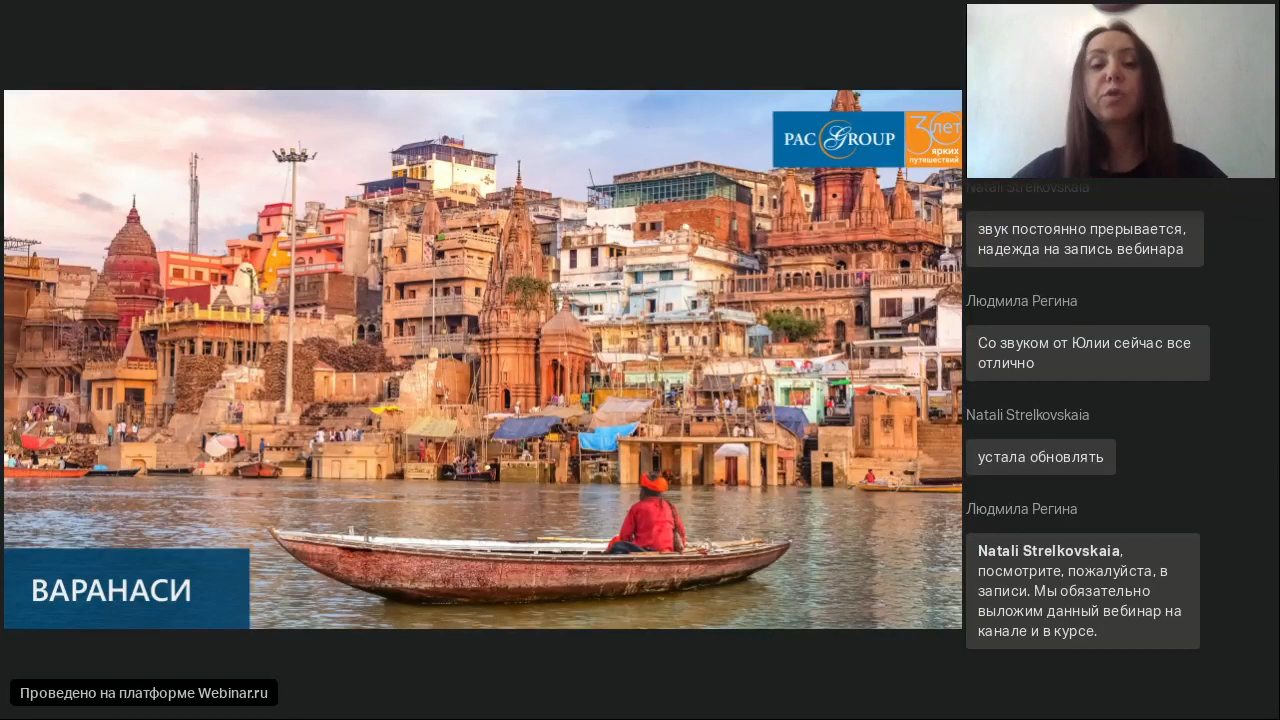 PAC GROUP
30 лет
ярких
путешествий
ВАРАНАСИ
Natali Strelkovskaia
звук постоянно прерывается,
надежда на запись вебинара
Людмила Регина
Со звуком от Юлии сейчас все
отлично
Natali Strelkovskaia
устала обновлять
Людмила Регина
Natali Strelkovskaia,
посмотрите, пожалуйста, в
записи. Мы обязательно
выложим данный вебинар на
канале и в курсе.
Проведено на платформе Webinar.ru